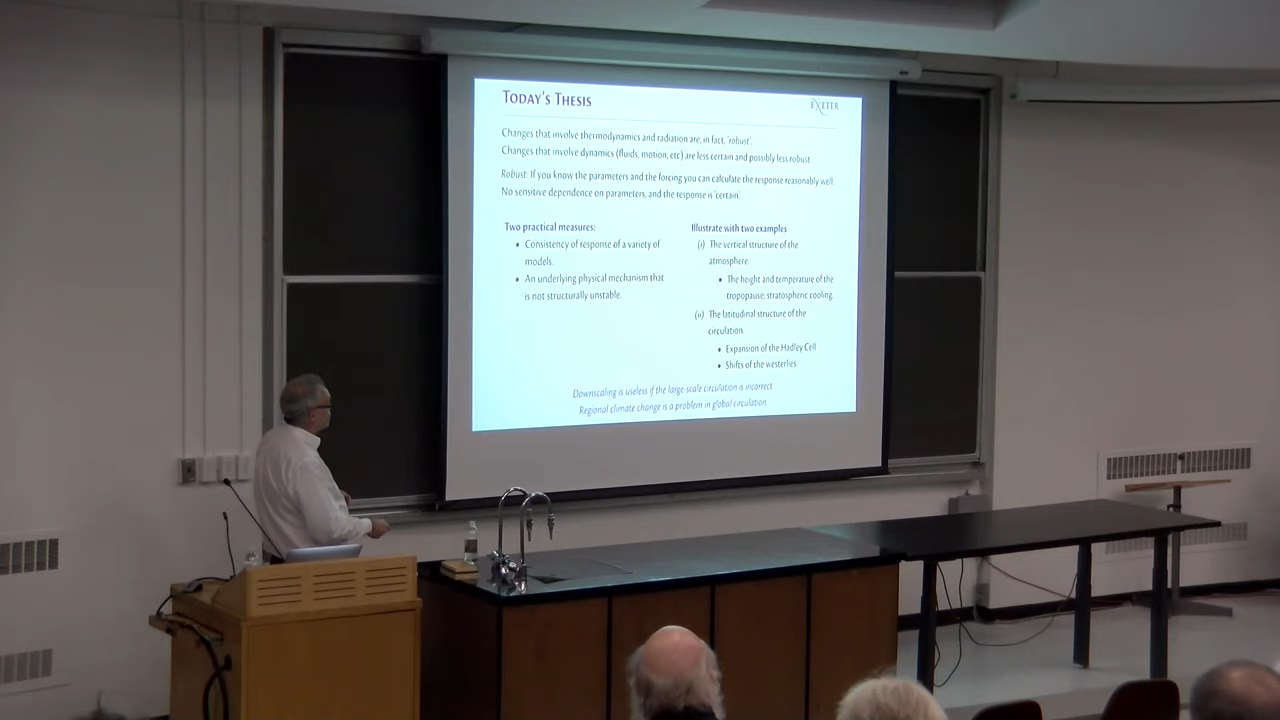 TODAY'S THESIS
EXETER
Changes that involve thermodynamics and radiation are, in fact, 'robust'.
Changes that involve dynamics (fluids, motion, etc) are less certain and possibly less robust.
Robust: If you know the parameters and the forcing you can calculate the response reasonably well.
No sensitive dependence on parameters, and the response is 'certain'.
Two practical measures:
• Consistency of response of a variety of
models.
• An underlying physical mechanism that
is not structurally unstable.
Illustrate with two examples
(i) The vertical structure of the
atmosphere.
• The height and temperature of the
tropopause; stratospheric cooling.
(ii) The latitudinal structure of the
circulation.
• Expansion of the Hadley Cell
• Shifts of the westerlies.
Downscaling is useless if the large-scale circulation is incorrect.
Regional climate change is a problem in global circulation.